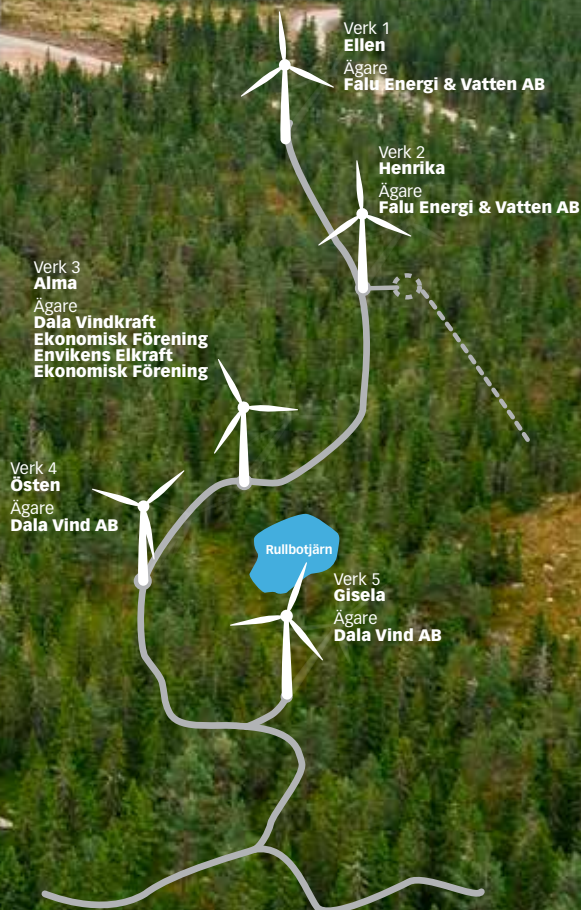 Verk 1
Ellen
Ägare
Falu Energi & Vatten AB
Verk 2
Henrika
Ägare
Falu Energi & Vatten AB
Verk 3
Alma
Ägare
Dala Vindkraft
Ekonomisk Förening
Envikens Elkraft
Ekonomisk Förening
Verk 4
Östen
Ägare
Dala Vind AB
Rullbotjärn
Verk 5
Gisela
Ägare
Dala Vind AB